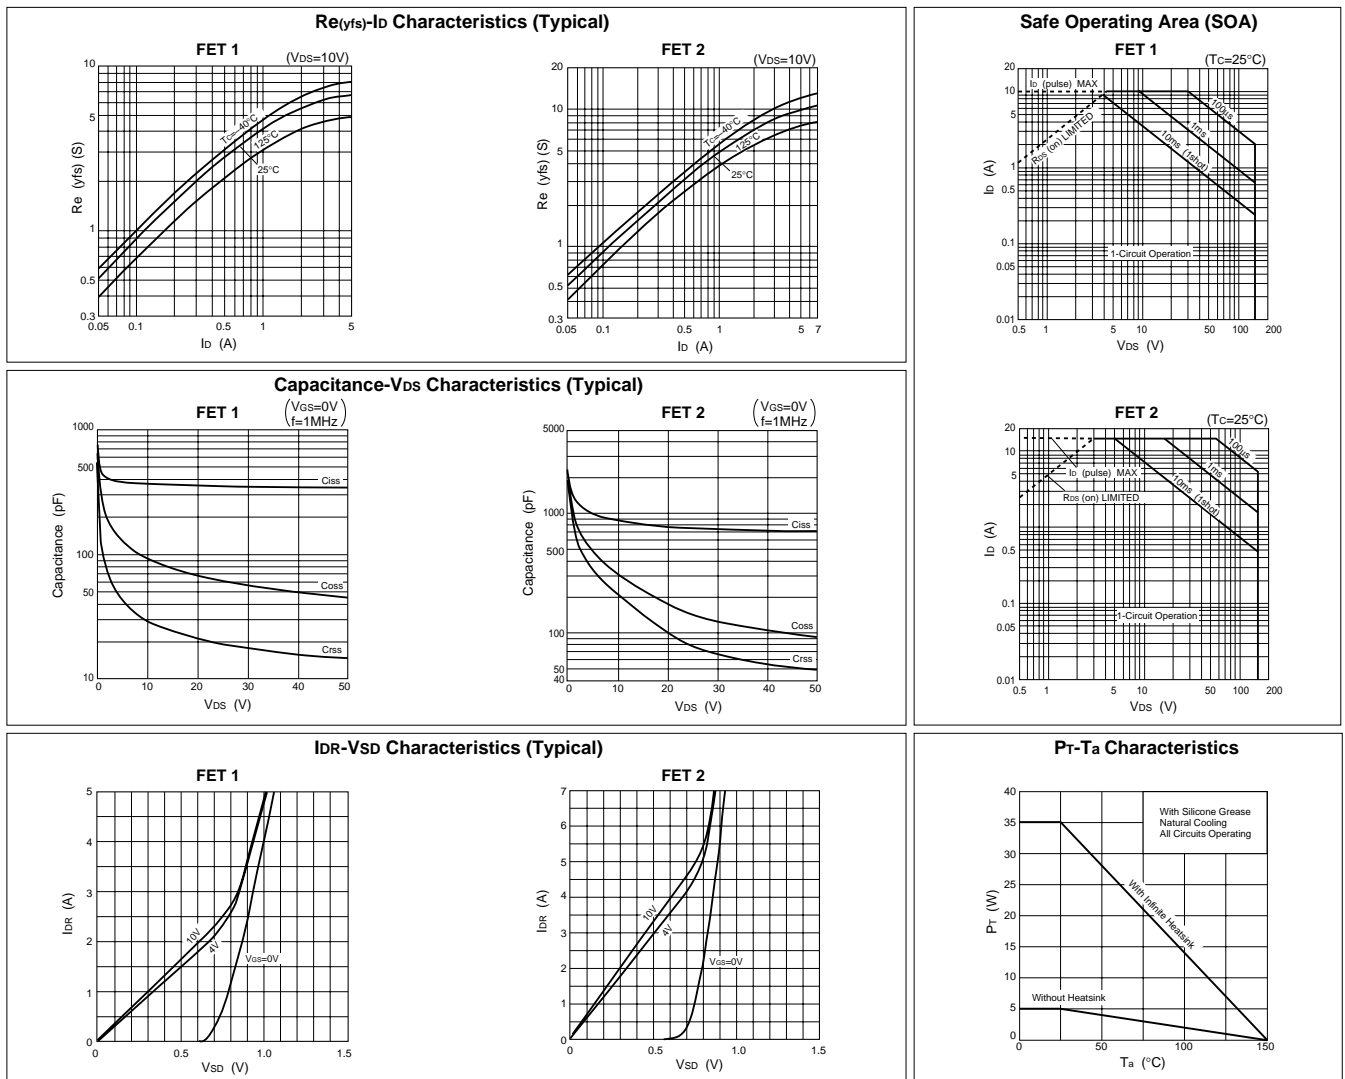 Re(yfs)-ID Characteristics (Typical)
FET 1
(VDS=10V)
10
5
1
0.5
0.3
0.05
0.1
0.5
1
5
Re (yfs) (S)
ID (A)
TC=–40°C
125°C
25°C
FET 2
(VDS=10V)
20
10
5
1
0.5
0.3
0.05
0.1
0.5
1
5
7
Re (yfs) (S)
ID (A)
TC=–40°C
125°C
25°C
Safe Operating Area (SOA)
FET 1
(TC=25°C)
20
10
5
1
0.5
0.1
0.05
0.01
0.5
1
5
10
50
100
200
ID (A)
VDS (V)
ID (pulse) MAX
RDS (on) LIMITED
100µs
1ms
10ms (1shot)
1-Circuit Operation
FET 2
(TC=25°C)
20
10
5
1
0.5
0.1
0.05
0.01
0.5
1
5
10
50
100
200
ID (A)
VDS (V)
ID (pulse) MAX
RDS (on) LIMITED
100µs
1ms
10ms (1shot)
1-Circuit Operation
Capacitance-VDS Characteristics (Typical)
FET 1
VGS=0V
f=1MHz
1000
500
100
50
10
0
10
20
30
40
50
Capacitance (pF)
VDS (V)
Ciss
Coss
Crss
FET 2
VGS=0V
f=1MHz
5000
1000
500
100
50
40
0
10
20
30
40
50
Capacitance (pF)
VDS (V)
Ciss
Coss
Crss
IDR-VSD Characteristics (Typical)
FET 1
5
4
3
2
1
0
0
0.5
1.0
1.5
IDR (A)
VSD (V)
10V
4V
VGS=0V
FET 2
7
6
5
4
3
2
1
0
0
0.5
1.0
1.5
IDR (A)
VSD (V)
10V
4V
VGS=0V
PT-Ta Characteristics
40
35
30
25
20
15
10
5
0
0
50
100
150
PT (W)
Ta (°C)
With Silicone Grease
Natural Cooling
All Circuits Operating
With Infinite Heatsink
Without Heatsink